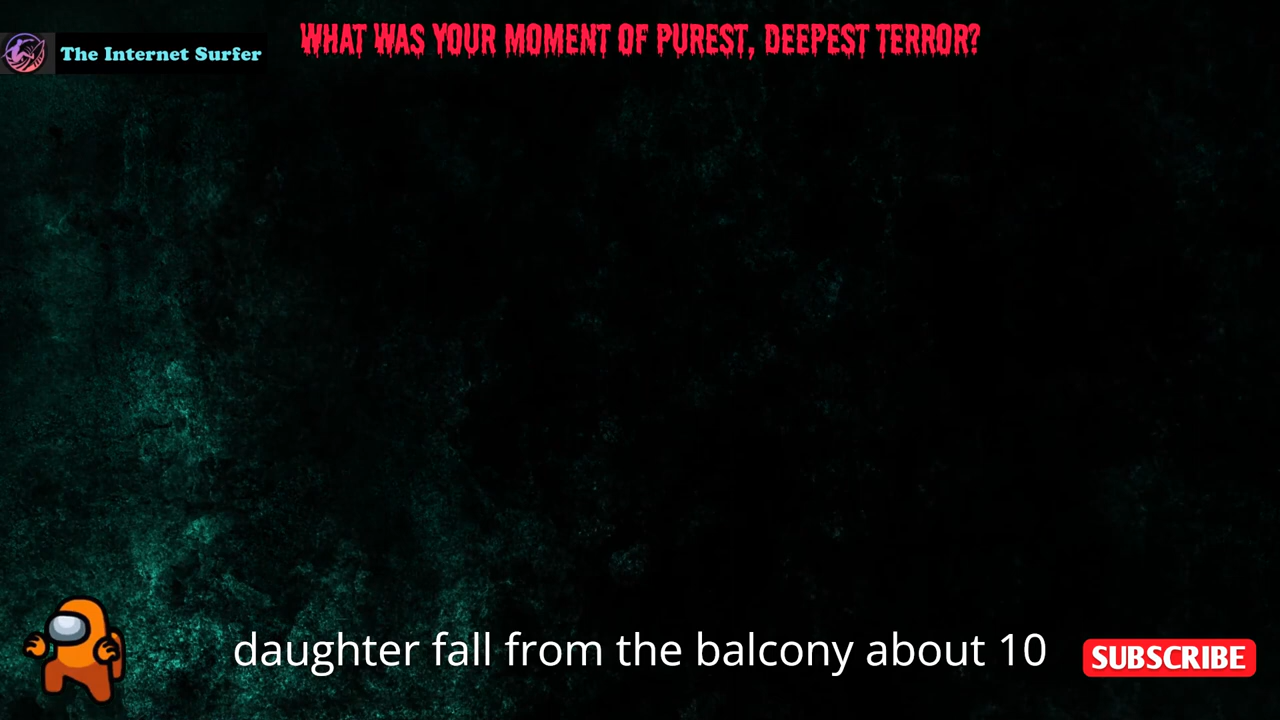 WHAT WAS YOUR MOMENT OF PUREST, DEEPEST TERROR?
The Internet Surfer
daughter fall from the balcony about 10
SUBSCRIBE